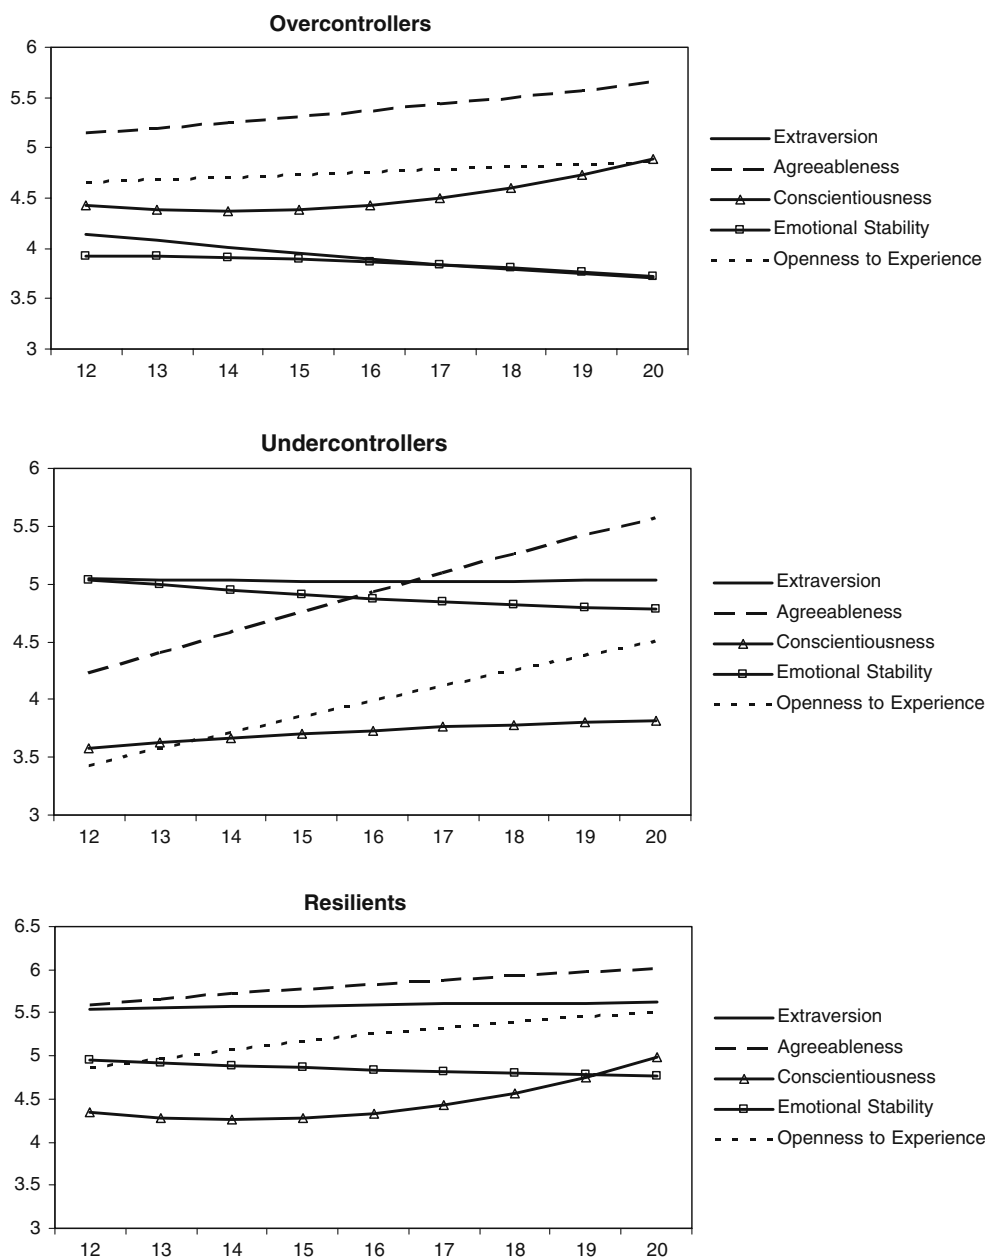 Overcontrollers
6
5.5
5
4.5
4
3.5
3
12 13 14 15 16 17 18 19 20
Extraversion
Agreeableness
Conscientiousness
Emotional Stability
Openness to Experience
Undercontrollers
6
5.5
5
4.5
4
3.5
3
12 13 14 15 16 17 18 19 20
Extraversion
Agreeableness
Conscientiousness
Emotional Stability
Openness to Experience
Resilients
6.5
6
5.5
5
4.5
4
3.5
3
12 13 14 15 16 17 18 19 20
Extraversion
Agreeableness
Conscientiousness
Emotional Stability
Openness to Experience